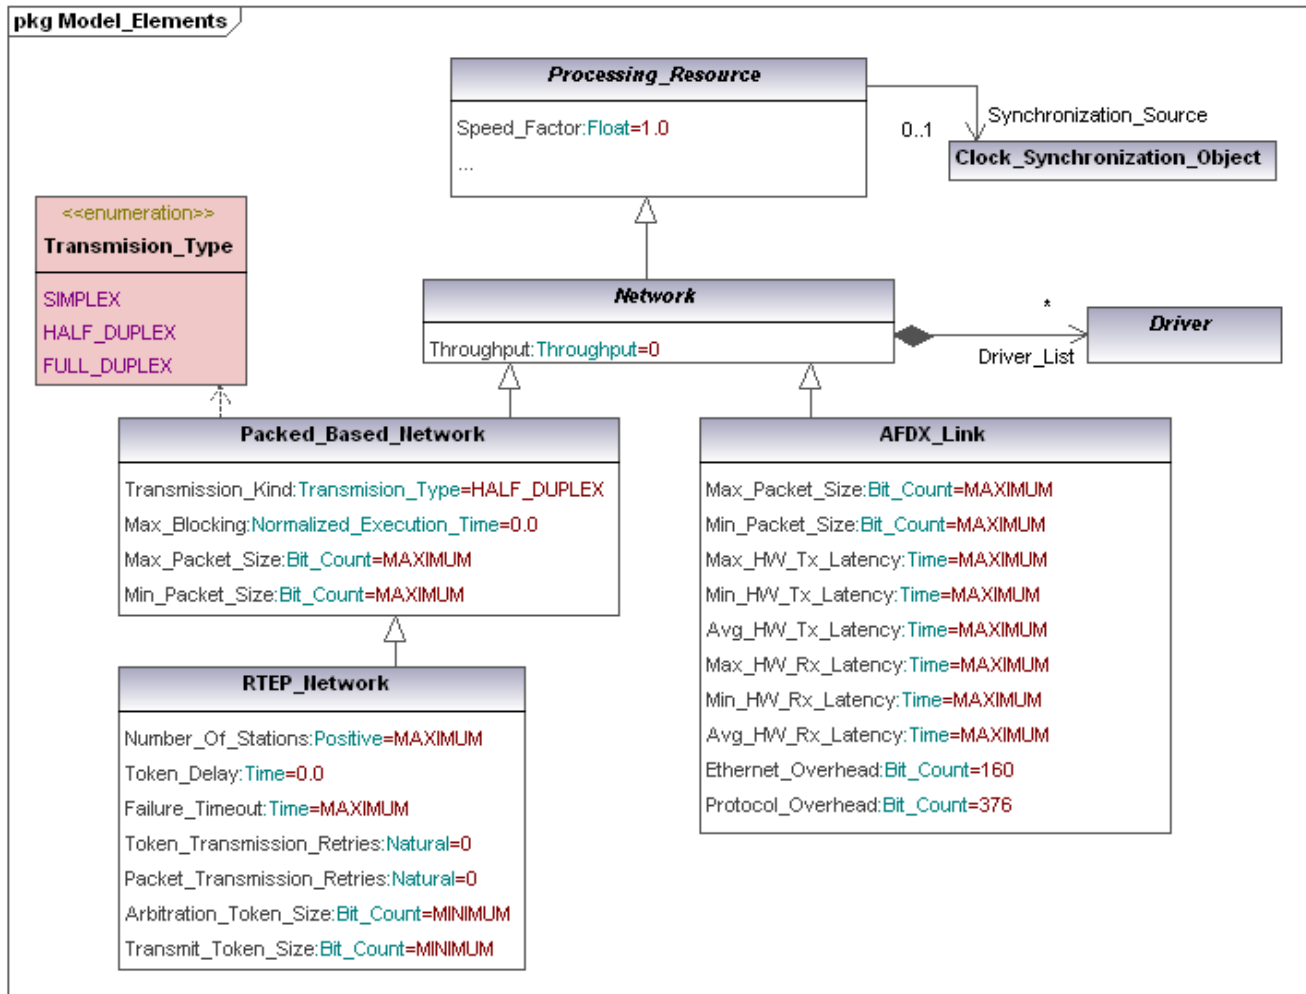 pkg Model_Elements
Processing_Resource
Speed_Factor:Float=1.0
...
0..1
Synchronization_Source
Clock_Synchronization_Object
<<enumeration>>
Transmision_Type
SIMPLEX
HALF_DUPLEX
FULL_DUPLEX
Network
Throughput:Throughput=0
*
Driver_List
Driver
Packed_Based_Network
Transmission_Kind:Transmision_Type=HALF_DUPLEX
Max_Blocking:Normalized_Execution_Time=0.0
Max_Packet_Size:Bit_Count=MAXIMUM
Min_Packet_Size:Bit_Count=MAXIMUM
AFDX_Link
Max_Packet_Size:Bit_Count=MAXIMUM
Min_Packet_Size:Bit_Count=MAXIMUM
Max_HW_Tx_Latency:Time=MAXIMUM
Min_HW_Tx_Latency:Time=MAXIMUM
Avg_HW_Tx_Latency:Time=MAXIMUM
Max_HW_Rx_Latency:Time=MAXIMUM
Min_HW_Rx_Latency:Time=MAXIMUM
Avg_HW_Rx_Latency:Time=MAXIMUM
Ethernet_Overhead:Bit_Count=160
Protocol_Overhead:Bit_Count=376
RTEP_Network
Number_Of_Stations:Positive=MAXIMUM
Token_Delay:Time=0.0
Failure_Timeout:Time=MAXIMUM
Token_Transmission_Retries:Natural=0
Packet_Transmission_Retries:Natural=0
Arbitration_Token_Size:Bit_Count=MINIMUM
Transmit_Token_Size:Bit_Count=MINIMUM